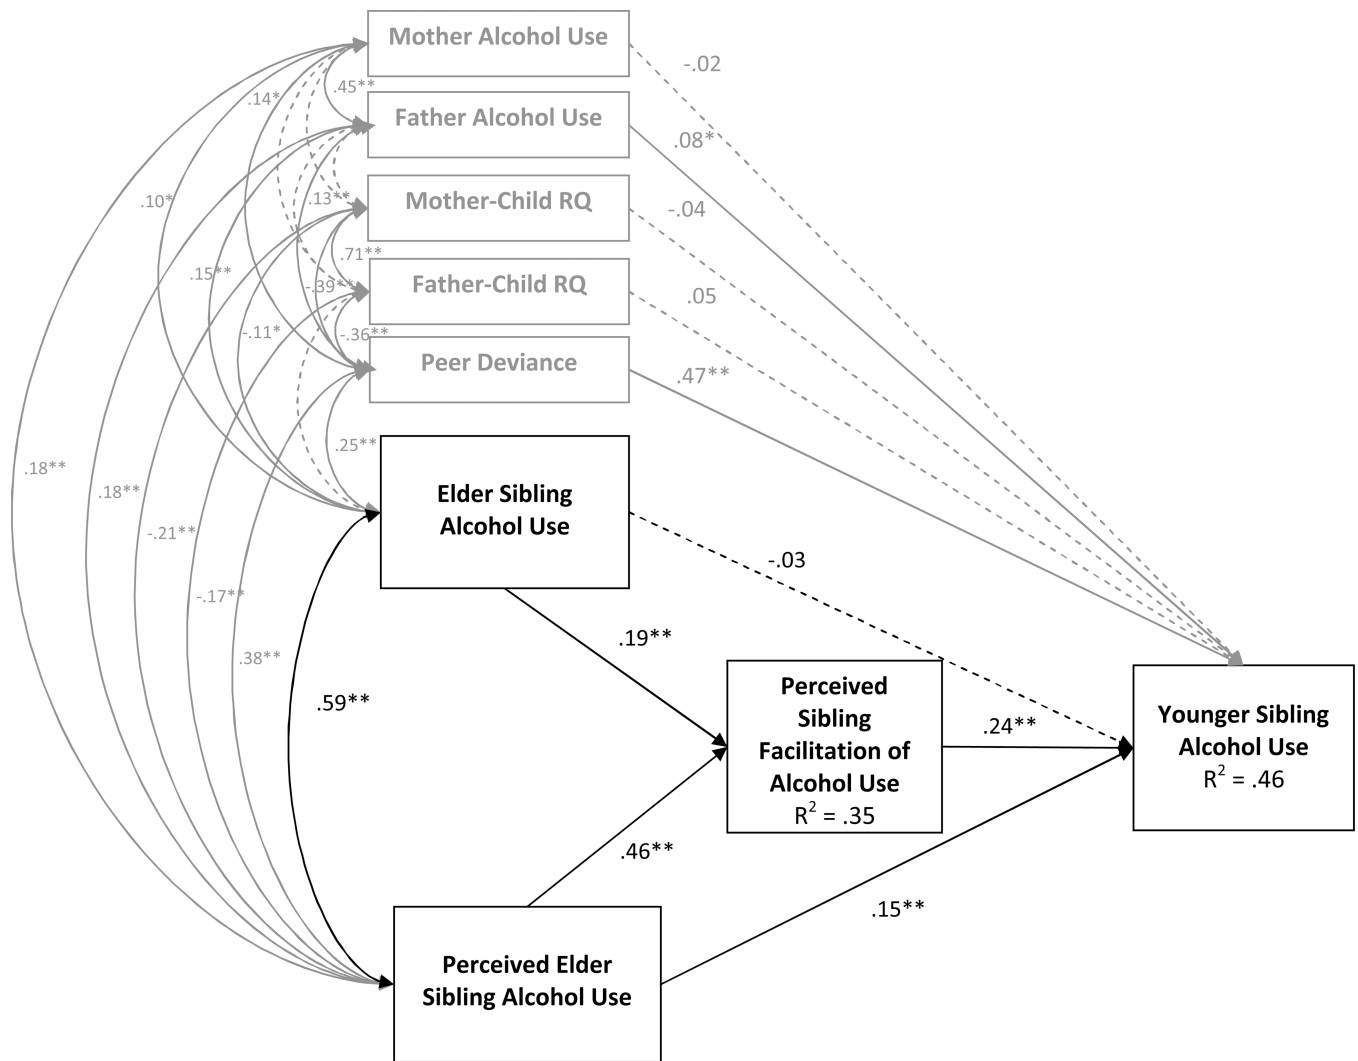 Mother Alcohol Use
-.02
.45**
.14*
Father Alcohol Use
.08*
.10*
.13**
Mother-Child RQ
-.04
.71**
.15**
-.39**
Father-Child RQ
.05
-.11*
-.36**
Peer Deviance
.47**
.25**
.18**
.18**
-.21**
-.17**
.38**
Elder Sibling
Alcohol Use
-.03
.19**
.59**
Perceived
Sibling
Facilitation of
Alcohol Use
R² = .35
.24**
Younger Sibling
Alcohol Use
R² = .46
.46**
.15**
Perceived Elder
Sibling Alcohol Use